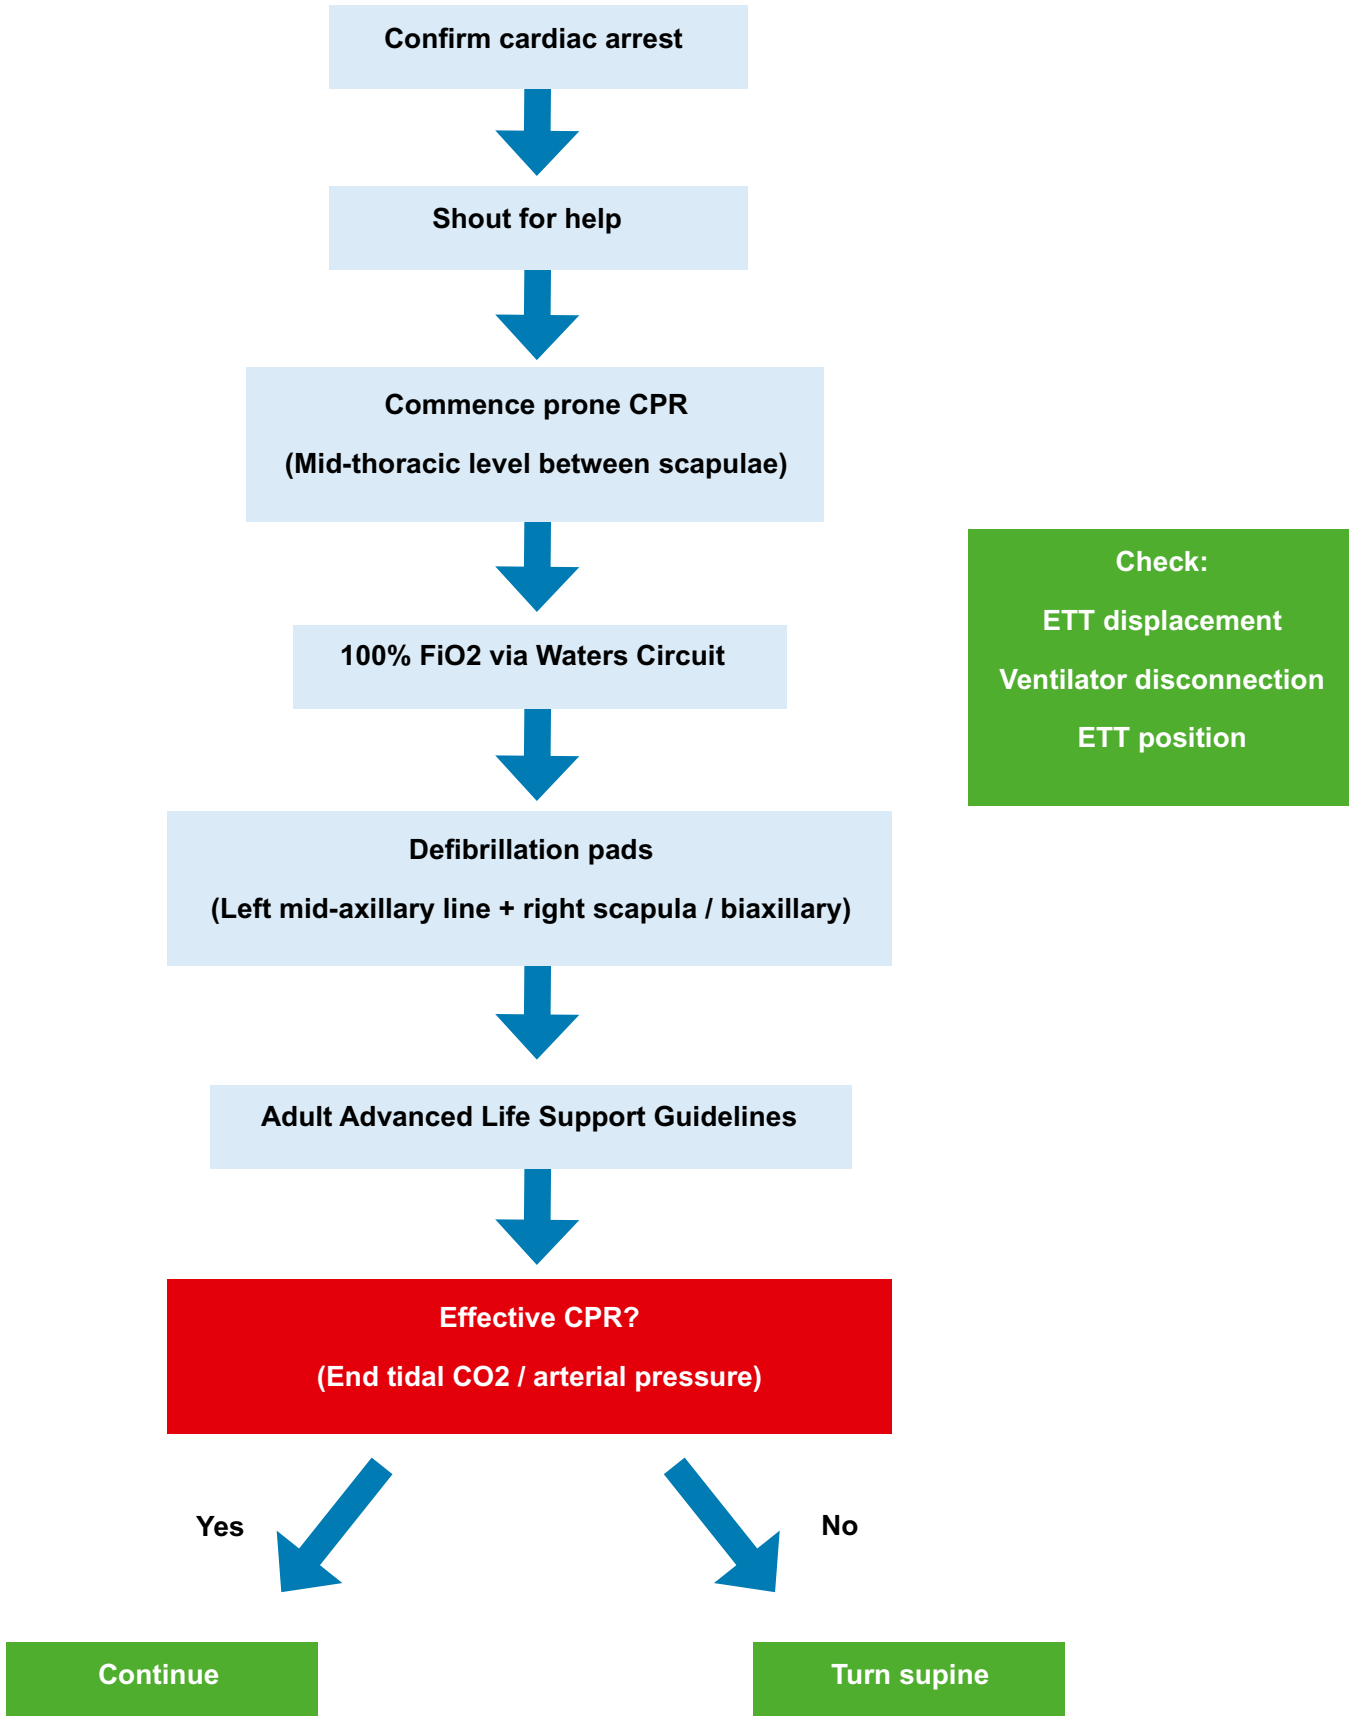 Confirm cardiac arrest
Shout for help
Commence prone CPR
(Mid-thoracic level between scapulae)
100% FiO2 via Waters Circuit
Check:
ETT displacement
Ventilator disconnection
ETT position
Defibrillation pads
(Left mid-axillary line + right scapula / biaxillary)
Adult Advanced Life Support Guidelines
Effective CPR?
(End tidal CO2 / arterial pressure)
Yes
No
Continue
Turn supine